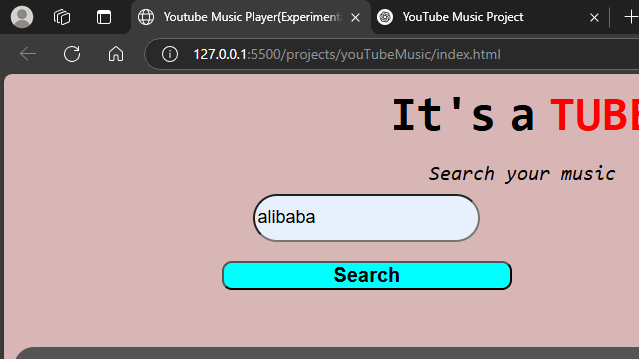 Youtube Music Player(Experiment
YouTube Music Project
127.0.0.1:5500/projects/youTubeMusic/index.html
It's a TUBE
Search your music
alibaba
Search